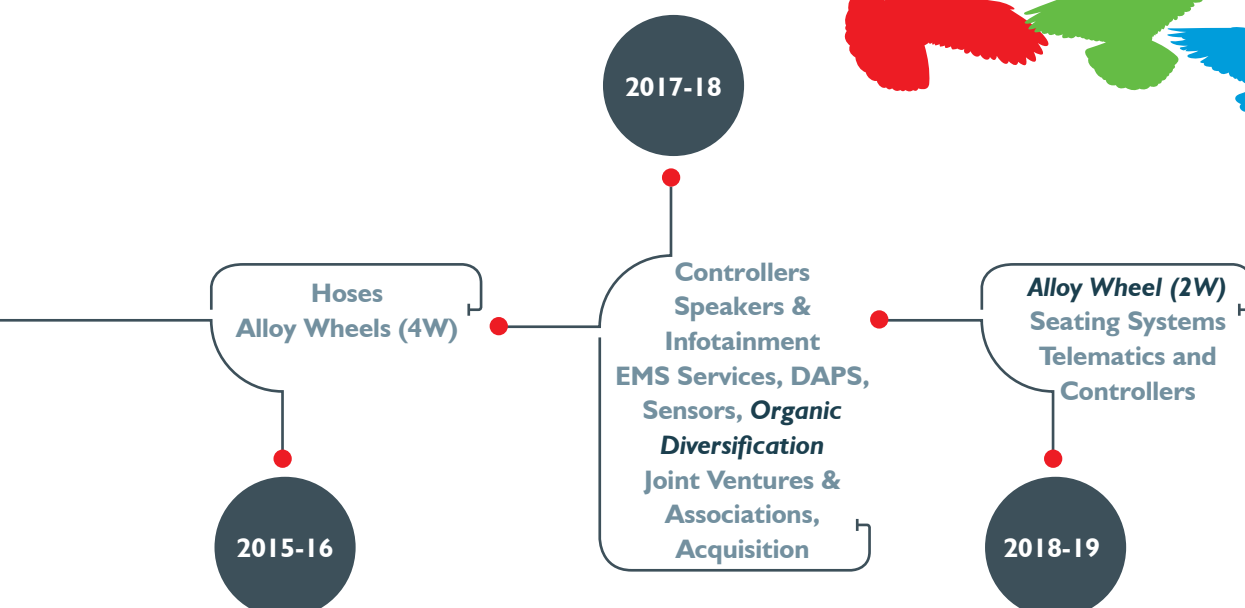 2017-18
Hoses
Alloy Wheels (4W)
2015-16
Controllers
Speakers &
Infotainment
EMS Services, DAPS,
Sensors, Organic
Diversification
Joint Ventures &
Associations,
Acquisition
Alloy Wheel (2W)
Seating Systems
Telematics and
Controllers
2018-19